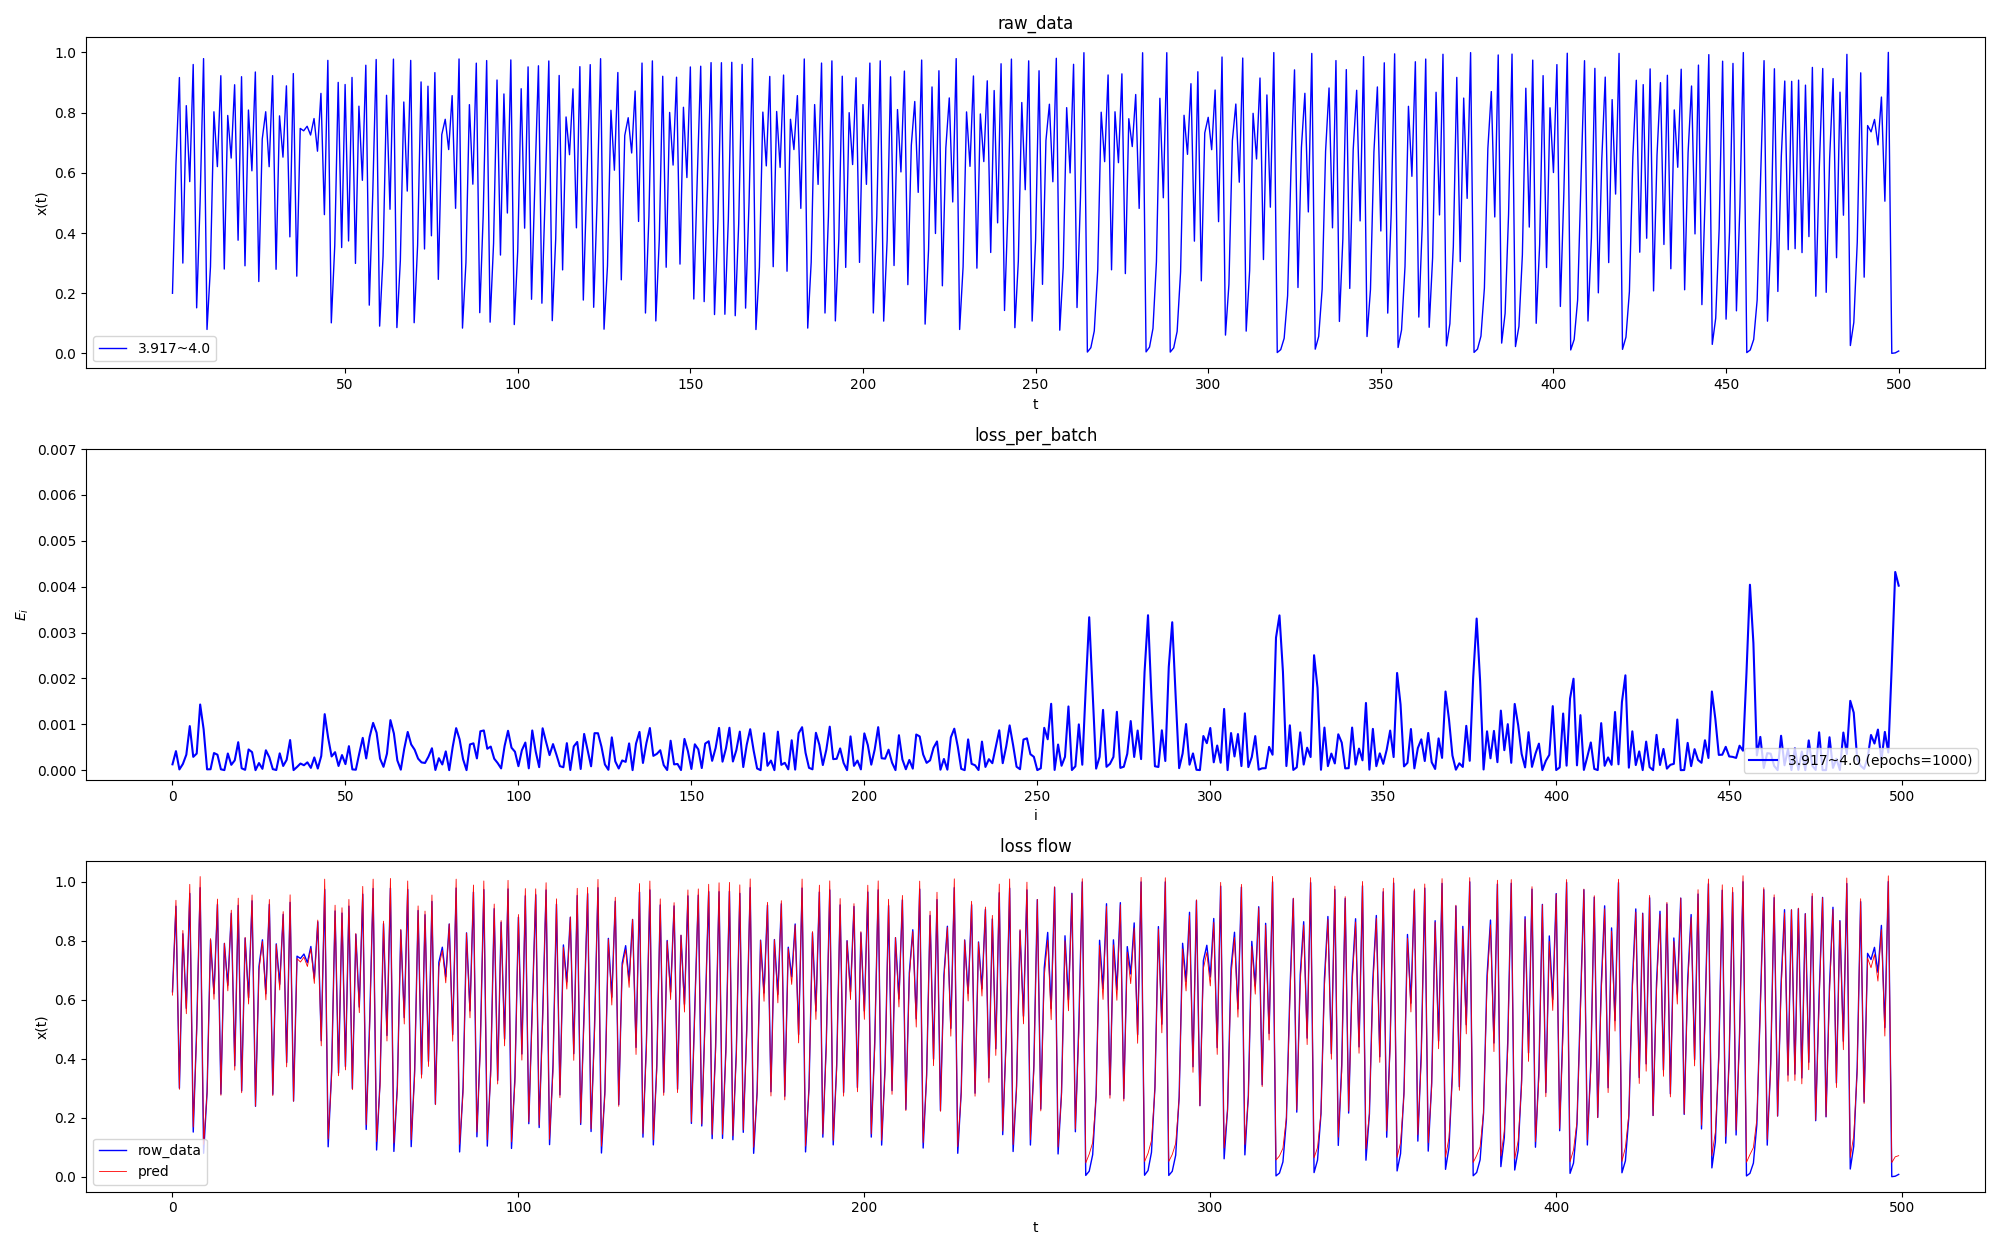 raw_data
1.0
0.8
0.6
0.4
0.2
0.0
x(t)
3.917~4.0
50 100 150 200 250 300 350 400 450 500
t
loss_per_batch
0.007
0.006
0.005
0.004
0.003
0.002
0.001
0.000
E_i
3.917~4.0 (epochs=1000)
0 50 100 150 200 250 300 350 400 450 500
i
loss flow
1.0
0.8
0.6
0.4
0.2
0.0
x(t)
row_data
pred
0 100 200 300 400 500
t